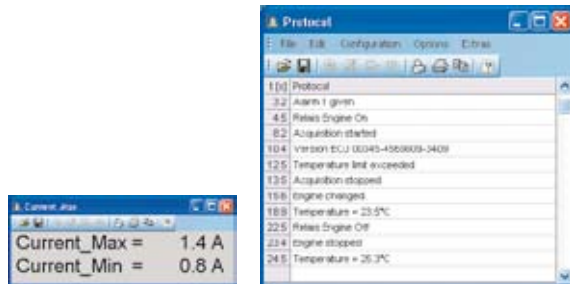 Current_Max
Current_Max = 1.4 A
Current_Min = 0.8 A
Protocol
File Edit Configuration Options Extras
t [s] Protocol
3.2 Alarm 1 given
4.5 Relais Engine On
8.2 Acquisition started
10.4 Version ECU 00345-4569809-3409
12.5 Temperature limit exceeded
13.5 Acquisition stopped
15.6 Engine changed
18.9 Temperature = 23.5°C
22.5 Relais Engine Off
23.4 Engine stopped
24.5 Temperature = 25.3°C